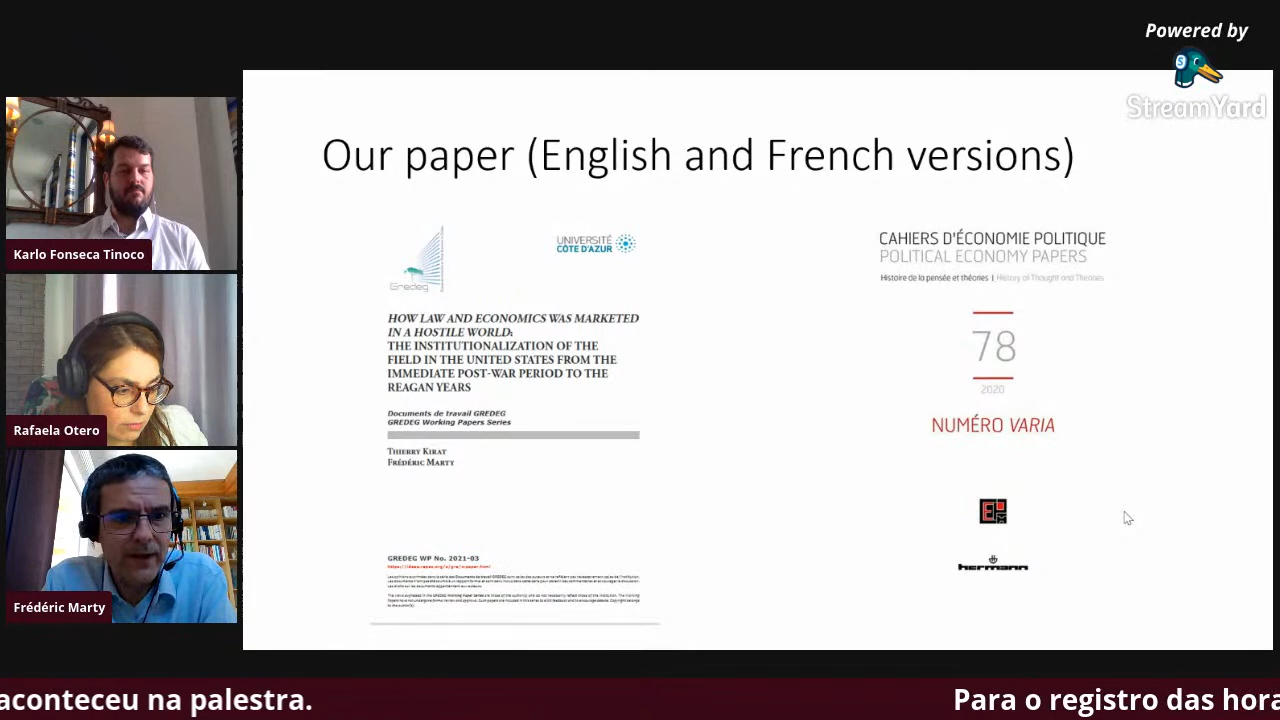 Powered by
StreamYard
Our paper (English and French versions)
Karlo Fonseca Tinoco
Rafaela Otero
Fréderic Marty
Gredeg
UNIVERSITÉ
CÔTE D'AZUR
HOW LAW AND ECONOMICS WAS MARKETED
IN A HOSTILE WORLD:
THE INSTITUTIONALIZATION OF THE
FIELD IN THE UNITED STATES FROM THE
IMMEDIATE POST-WAR PERIOD TO THE
REAGAN YEARS
Documents de travail GREDEG
GREDEG Working Papers Series
THIERRY KIRAT
FRÉDÉRIC MARTY
GREDEG WP No. 2021-03
CAHIERS D'ÉCONOMIE POLITIQUE
POLITICAL ECONOMY PAPERS
Histoire de la pensée et théories | History of Thought and Theories
78
2020
NUMÉRO VARIA
hermann
aconteceu na palestra.
Para o registro das hora